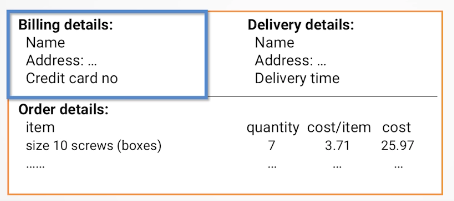 Billing details:
Name
Address: ...
Credit card no
Delivery details:
Name
Address: ...
Delivery time
Order details:
item quantity cost/item cost
size 10 screws (boxes) 7 3.71 25.97
...... ... ... ...